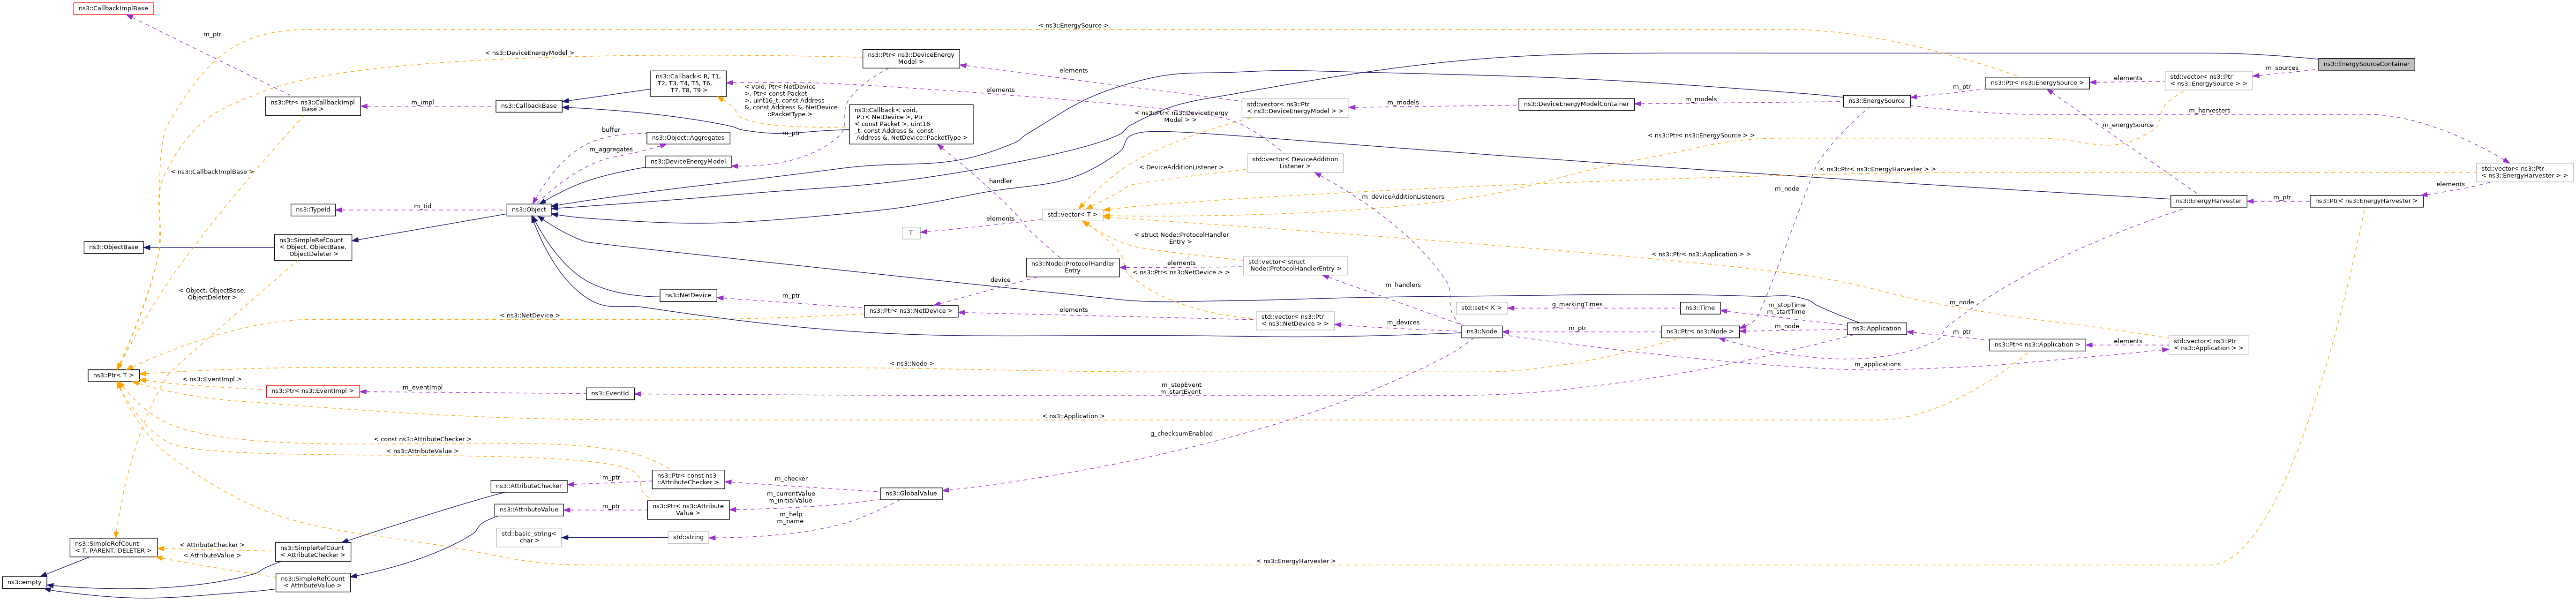 ns3::CallbackImplBase
m_ptr
< ns3::EnergySource >
< ns3::DeviceEnergyModel >
ns3::Ptr< ns3::DeviceEnergy
Model >
ns3::EnergySourceContainer
m_sources
std::vector< ns3::Ptr
< ns3::EnergySource > >
elements
ns3::Ptr< ns3::EnergySource >
m_ptr
ns3::EnergySource
m_models
ns3::DeviceEnergyModelContainer
m_models
std::vector< ns3::Ptr
< ns3::DeviceEnergyModel > >
elements
elements
ns3::Callback< R, T1,
T2, T3, T4, T5, T6,
T7, T8, T9 >
< void, Ptr< NetDevice
>, Ptr< const Packet
>, uint16_t, const Address
&, const Address &, NetDevice
::PacketType >
ns3::Ptr< ns3::CallbackImpl
Base >
m_impl
ns3::CallbackBase
ns3::Callback< void,
Ptr< NetDevice >, Ptr
< const Packet >, uint16
_t, const Address &, const
Address &, NetDevice::PacketType >
m_ptr
< ns3::Ptr< ns3::DeviceEnergy
Model > >
m_harvesters
m_energySource
buffer
ns3::Object::Aggregates
m_aggregates
ns3::DeviceEnergyModel
< ns3::Ptr< ns3::EnergySource > >
std::vector< DeviceAddition
Listener >
< DeviceAdditionListener >
< ns3::Ptr< ns3::EnergyHarvester > >
std::vector< ns3::Ptr
< ns3::EnergyHarvester > >
elements
< ns3::CallbackImplBase >
handler
m_node
m_deviceAdditionListeners
ns3::EnergyHarvester
m_ptr
ns3::Ptr< ns3::EnergyHarvester >
ns3::TypeId
m_tid
ns3::Object
std::vector< T >
elements
T
ns3::ObjectBase
ns3::SimpleRefCount
< Object, ObjectBase,
ObjectDeleter >
< struct Node::ProtocolHandler
Entry >
< ns3::Ptr< ns3::Application > >
ns3::Node::ProtocolHandler
Entry
elements
std::vector< struct
Node::ProtocolHandlerEntry >
< ns3::Ptr< ns3::NetDevice > >
device
m_handlers
< Object, ObjectBase,
ObjectDeleter >
ns3::NetDevice
m_ptr
ns3::Ptr< ns3::NetDevice >
elements
std::vector< ns3::Ptr
< ns3::NetDevice > >
m_devices
std::set< K >
g_markingTimes
ns3::Time
m_stopTime
m_startTime
m_node
< ns3::NetDevice >
ns3::Node
m_ptr
ns3::Ptr< ns3::Node >
m_node
ns3::Application
m_ptr
ns3::Ptr< ns3::Application >
elements
std::vector< ns3::Ptr
< ns3::Application > >
m_applications
< ns3::Node >
ns3::Ptr< T >
< ns3::EventImpl >
ns3::Ptr< ns3::EventImpl >
m_eventImpl
ns3::EventId
m_stopEvent
m_startEvent
< ns3::Application >
g_checksumEnabled
< const ns3::AttributeChecker >
< ns3::AttributeValue >
ns3::AttributeChecker
m_ptr
ns3::Ptr< const ns3
::AttributeChecker >
m_checker
ns3::GlobalValue
m_currentValue
m_initialValue
ns3::AttributeValue
m_ptr
ns3::Ptr< ns3::Attribute
Value >
m_help
m_name
std::basic_string<
char >
std::string
ns3::SimpleRefCount
< T, PARENT, DELETER >
< AttributeChecker >
ns3::SimpleRefCount
< AttributeChecker >
< AttributeValue >
ns3::SimpleRefCount
< AttributeValue >
< ns3::EnergyHarvester >
ns3::empty